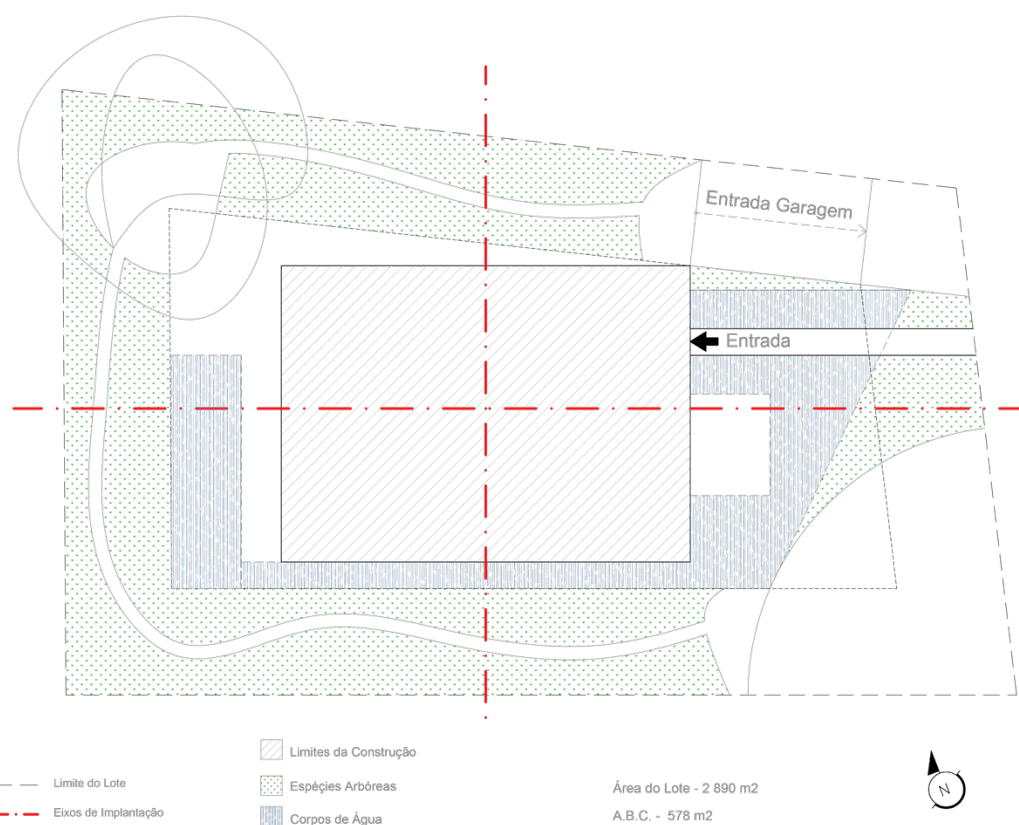 Entrada Garagem
Entrada
Limites da Construção
Limite do Lote
Espéçies Arbóreas
Área do Lote - 2 890 m2
Eixos de Implantação
Corpos de Água
A.B.C. - 578 m2
N